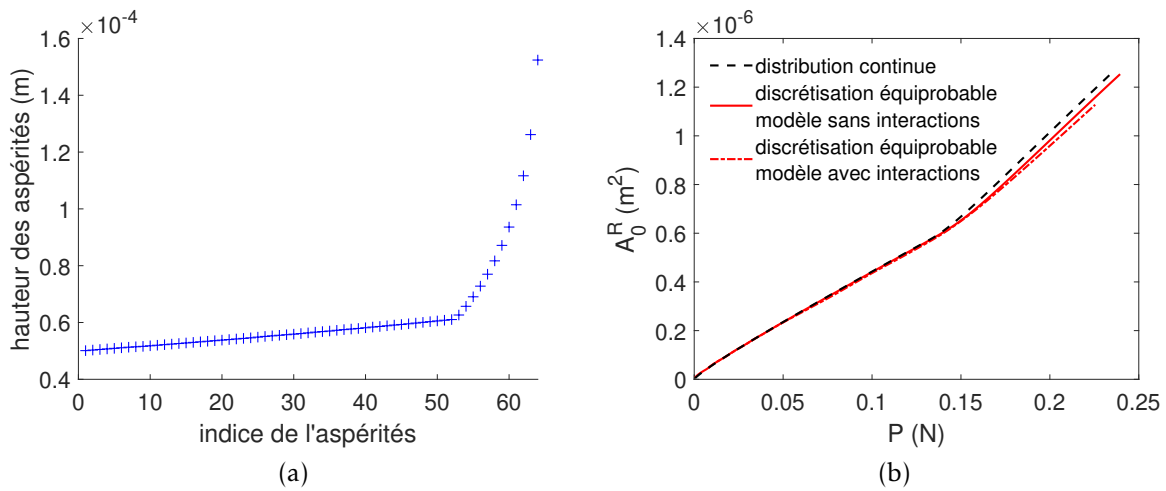 ×10⁻⁴
1.6
1.4
1.2
1
0.8
0.6
0.4
hauteur des aspérités (m)
0 10 20 30 40 50 60
indice de l'aspérités
(a)
×10⁻⁶
1.4
1.2
1
0.8
0.6
0.4
0.2
0
A₀ᴿ (m²)
distribution continue
discrétisation équiprobable
modèle sans interactions
discrétisation équiprobable
modèle avec interactions
0 0.05 0.1 0.15 0.2 0.25
P (N)
(b)